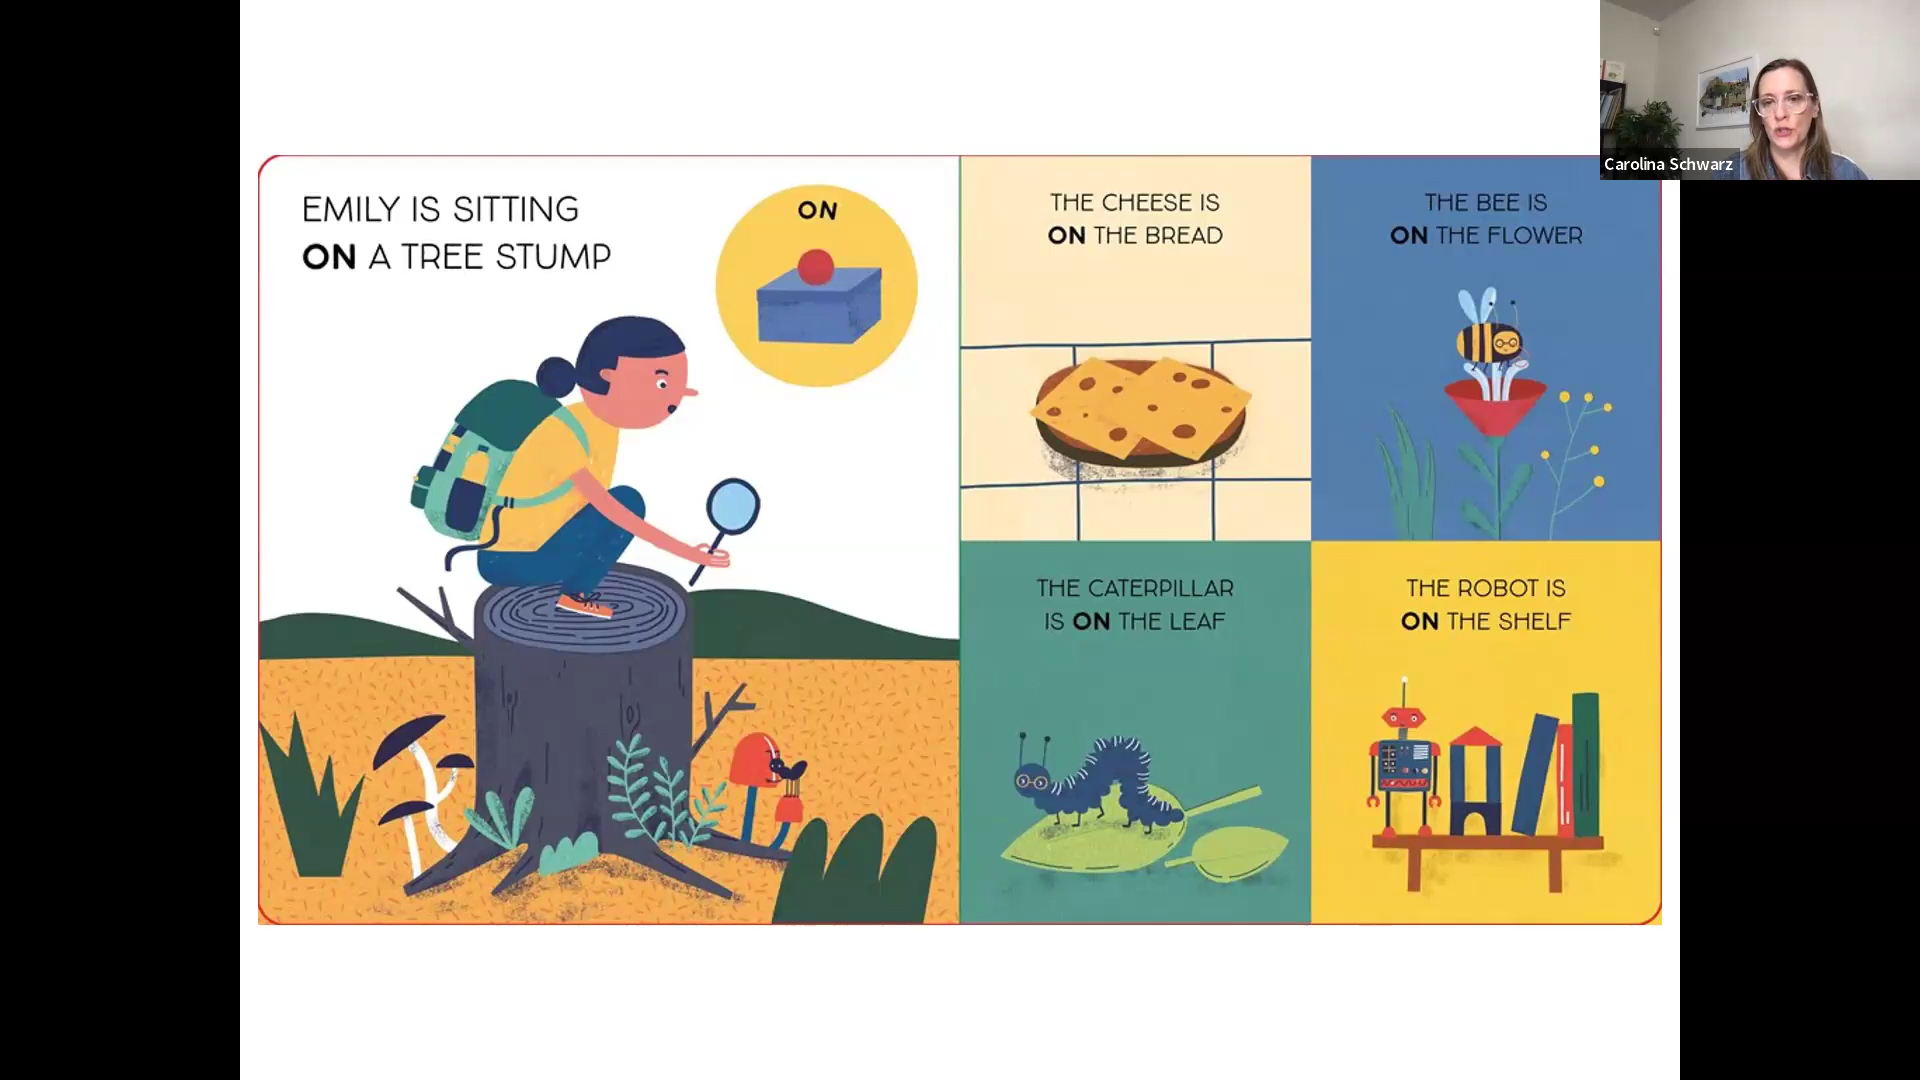 EMILY IS SITTING
ON A TREE STUMP
ON
THE CHEESE IS
ON THE BREAD
THE BEE IS
ON THE FLOWER
THE CATERPILLAR
IS ON THE LEAF
THE ROBOT IS
ON THE SHELF
Carolina Schwarz